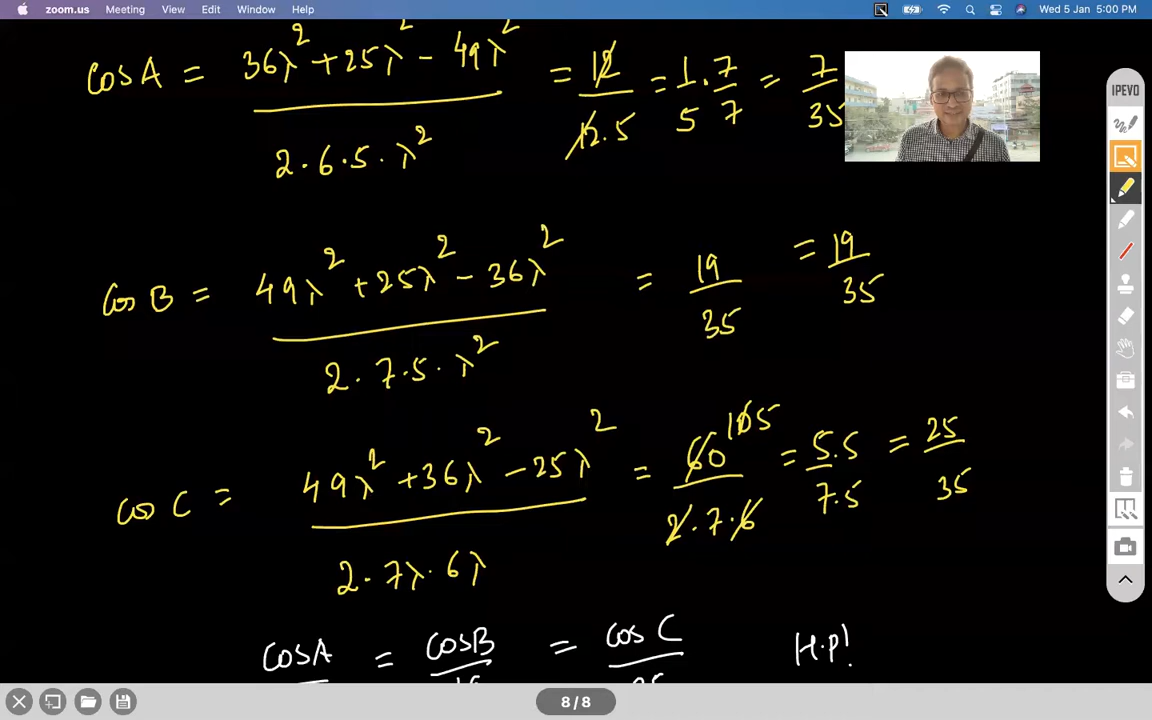 zoom.us Meeting View Edit Window Help Wed 5 Jan 5:00 PM
IPEVO
cos A = 36λ² + 25λ² - 49λ² / 2·6·5·λ² = 12 / 12·5 = 1/5 · 7/7 = 7/35
cos B = 49λ² + 25λ² - 36λ² / 2·7·5·λ² = 19/35 = 19/35
cos C = 49λ² + 36λ² - 25λ² / 2·7λ·6λ = 60 10 5 / 2·7·6 = 5·5 / 7·5 = 25/35
cosA = cosB = cos C H.P!
8 / 8